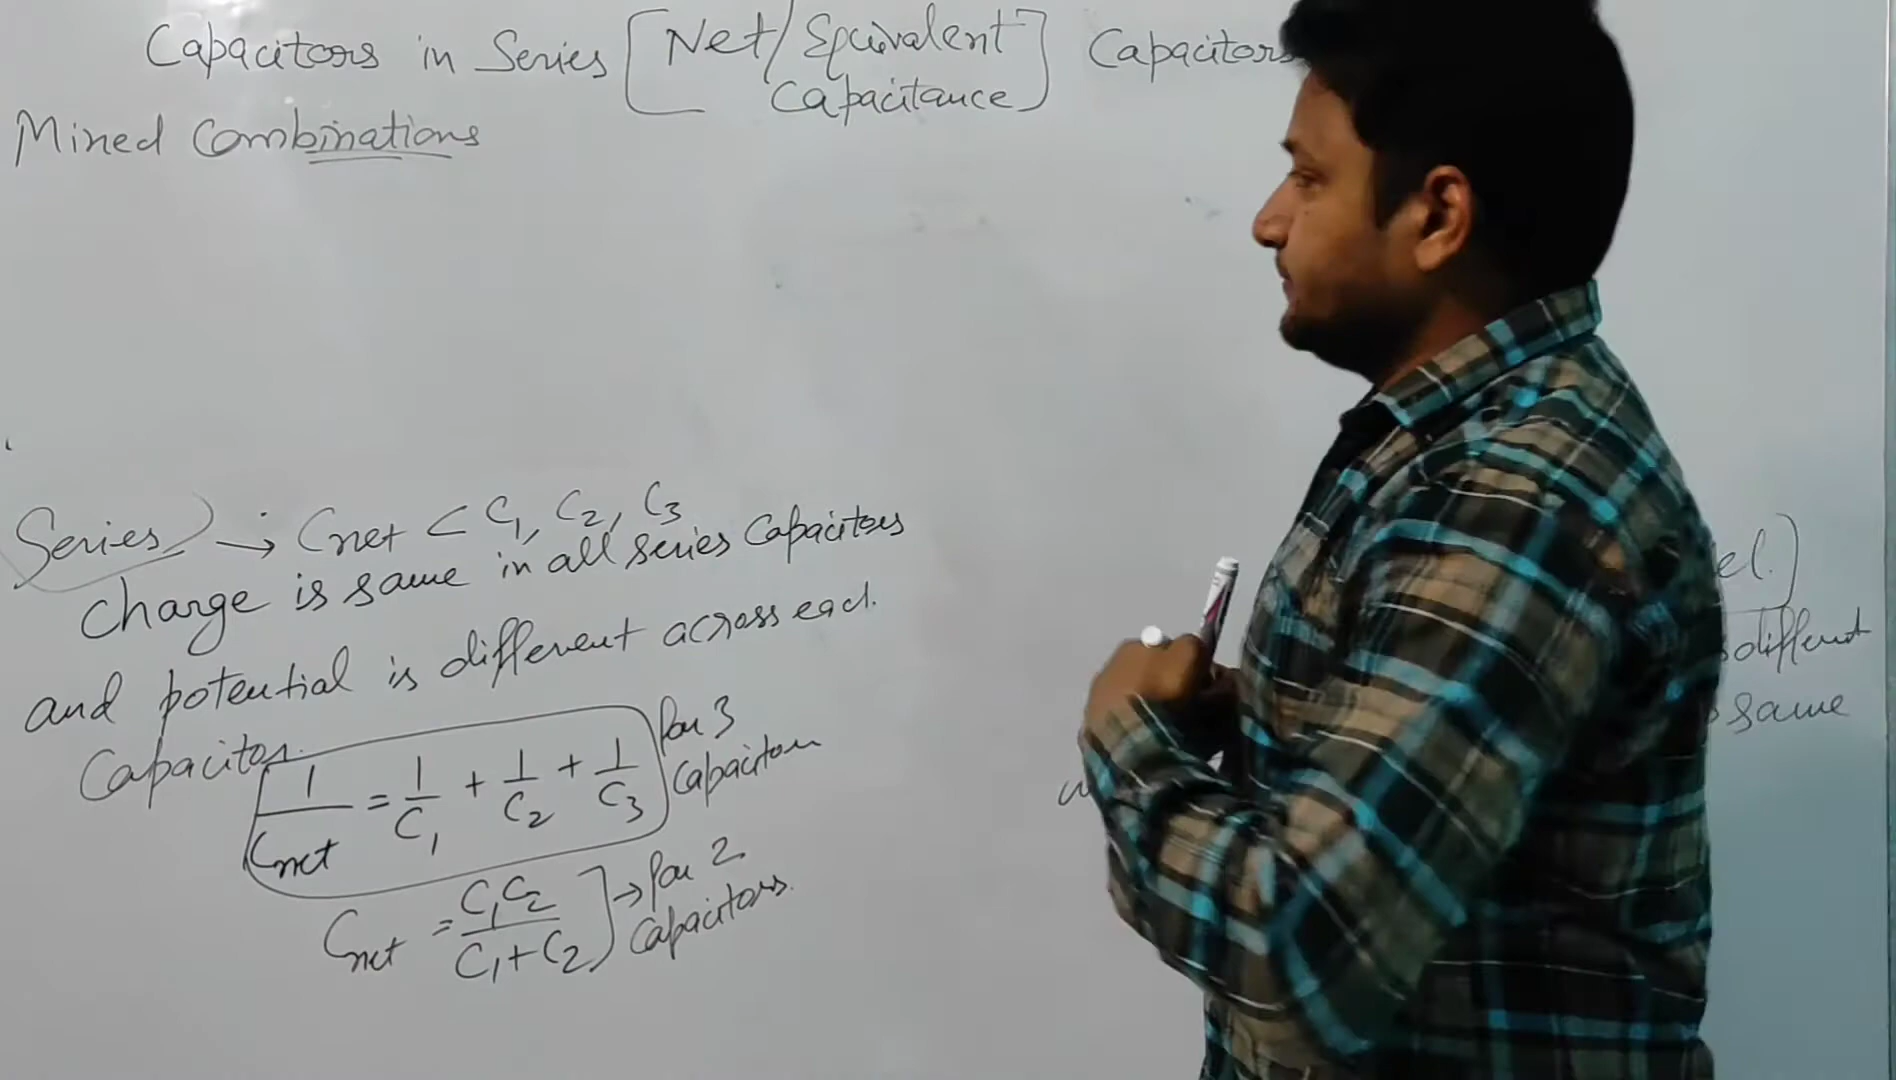 Capacitors in Series [Net/Equivalent Capacitance] Capacitors
Mixed Combinations
Series → Cnet < C1, C2, C3
Charge is same in all series Capacitors
and potential is different across each
Capacitor.
1/Cnet = 1/C1 + 1/C2 + 1/C3 for 3 Capacitors
Cnet = C1C2/C1+C2 → for 2 Capacitors.
el.
different
same